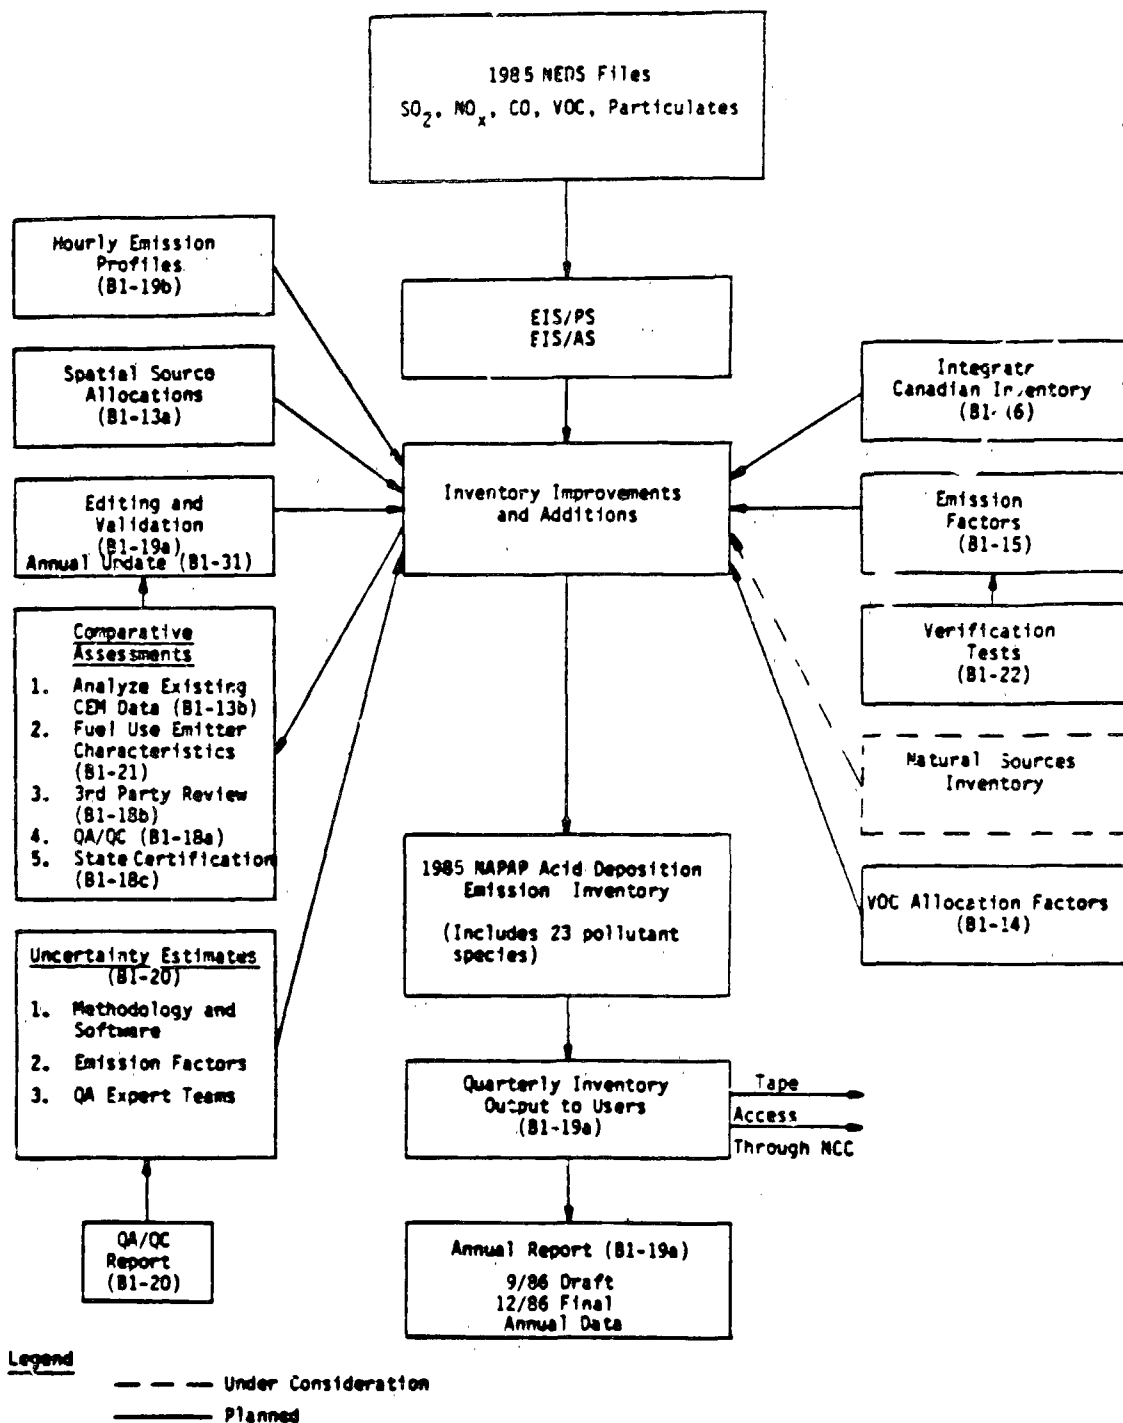 1985 NEDS Files
SO2, NOx, CO, VOC, Particulates
Hourly Emission
Profiles
(B1-19b)
EIS/PS
EIS/AS
Spatial Source
Allocations
(B1-13a)
Integrate
Canadian Inventory
Inventory Improvements
and Additions
Editing and
Validation
(B1-19a)
Annual Update (B1-31)
Emission
Factors
(B1-15)
Comparative
Assessments
1. Analyze Existing
CEM Data (B1-13b)
2. Fuel Use Emitter
Characteristics
(B1-21)
3. 3rd Party Review
(B1-18b)
4. QA/QC (B1-18a)
5. State Certification
(B1-18c)
Verification
Tests
(B1-22)
Natural Sources
Inventory
1985 NAPAP Acid Deposition
Emission Inventory
(Includes 23 pollutant
species)
VOC Allocation Factors
(B1-14)
Uncertainty Estimates
(B1-20)
1. Methodology and
Software
2. Emission Factors
3. QA Expert Teams
Quarterly Inventory
Output to Users
(B1-19a)
Tape
Access
Through NCC
QA/QC
Report
(B1-20)
Annual Report (B1-19a)
9/86 Draft
12/86 Final
Annual Data
Legend
Under Consideration
Planned